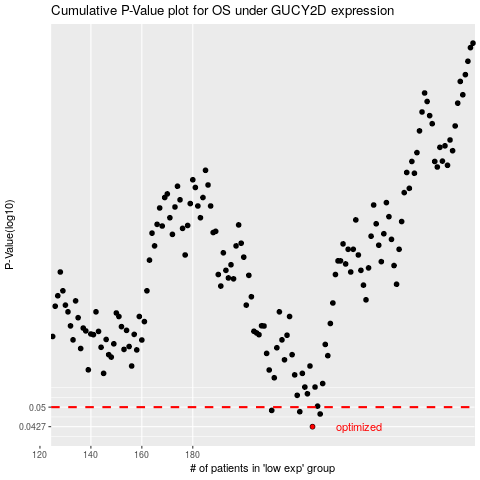 Cumulative P-Value plot for OS under GUCY2D expression
P-Value(log10)
0.05
0.0427
optimized
120 140 160 180
# of patients in 'low exp' group